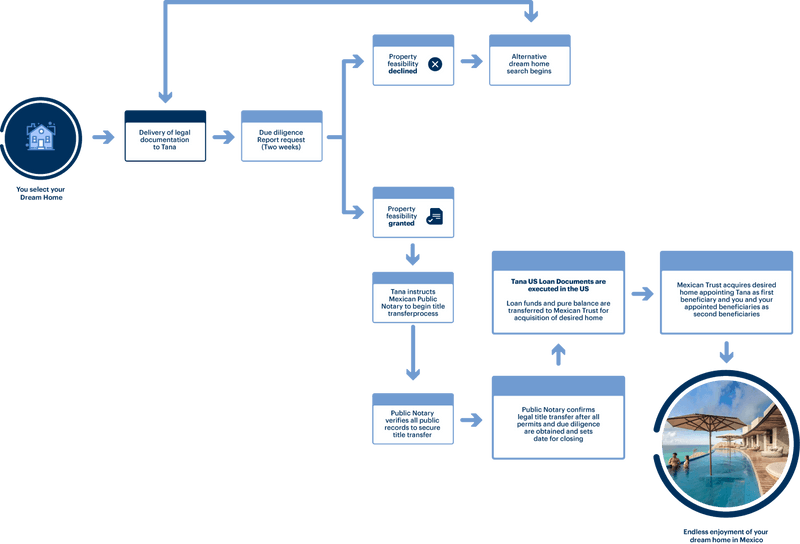 You select your
Dream Home
Delivery of legal
documentation
to Tana
Due diligence
Report request
(Two weeks)
Property
feasibility
declined
Alternative
dream home
search begins
Property
feasibility
granted
Tana instructs
Mexican Public
Notary to begin title
transferprocess
Public Notary
verifies all public
records to secure
title transfer
Public Notary confirms
legal title transfer after all
permits and due diligence
are obtained and sets
date for closing
Tana US Loan Documents are
executed in the US
Loan funds and pure balance are
transferred to Mexican Trust for
acquisition of desired home
Mexican Trust acquires desired
home appointing Tana as first
beneficiary and you and your
appointed beneficiaries as
second beneficiaries
Endless enjoyment of your
dream home in Mexico